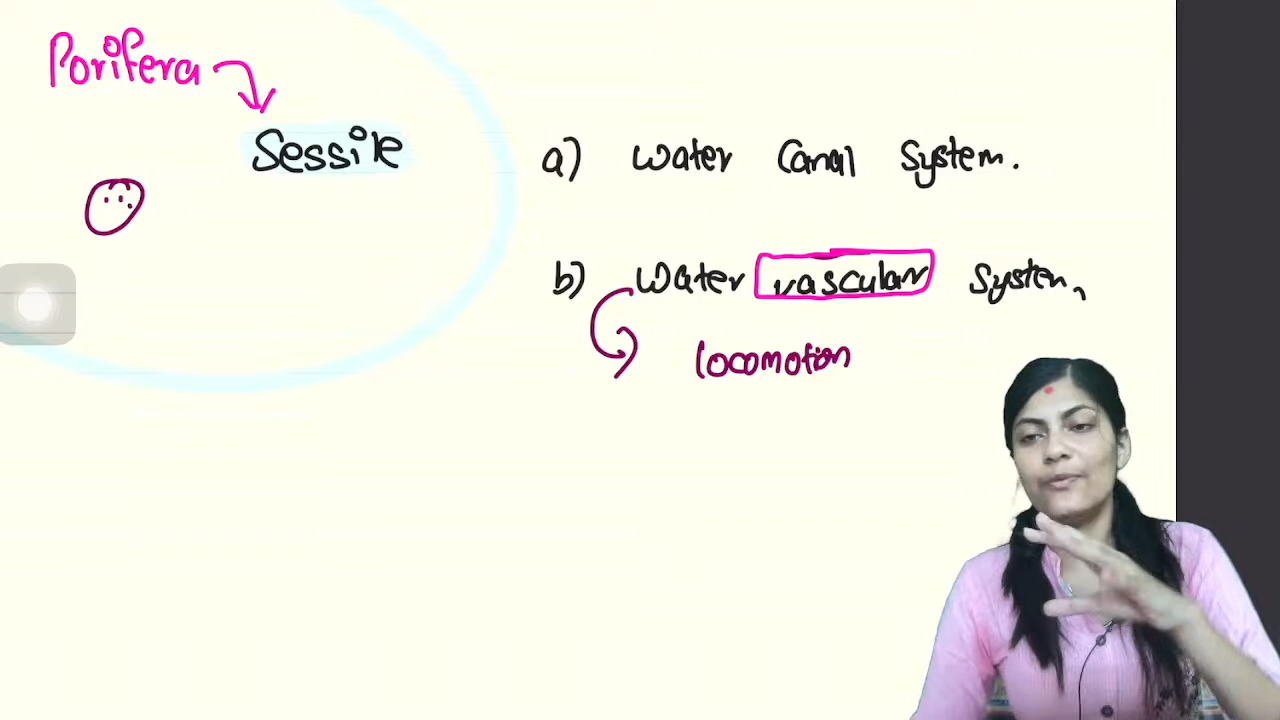 Porifera
Sessile
a) Water Canal System.
b) Water vascular System,
locomotion